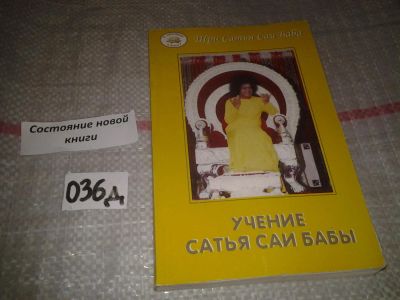 Шри Сатья Саи Баба
Состояние новой
книги
036д
УЧЕНИЕ
САТЬЯ САИ БАБЫ